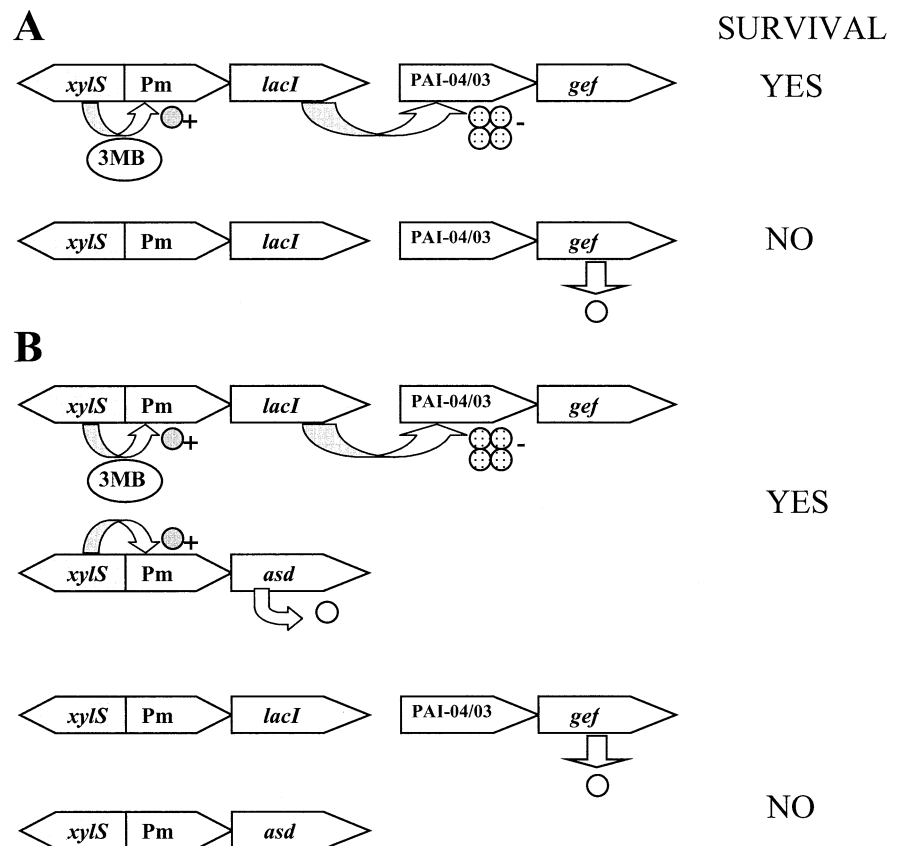 A
SURVIVAL
xylS Pm lacI PAI-04/03 gef YES
+ -
3MB
xylS Pm lacI PAI-04/03 gef NO
B
xylS Pm lacI PAI-04/03 gef
+ -
3MB
YES
+
xylS Pm asd
xylS Pm lacI PAI-04/03 gef
NO
xylS Pm asd